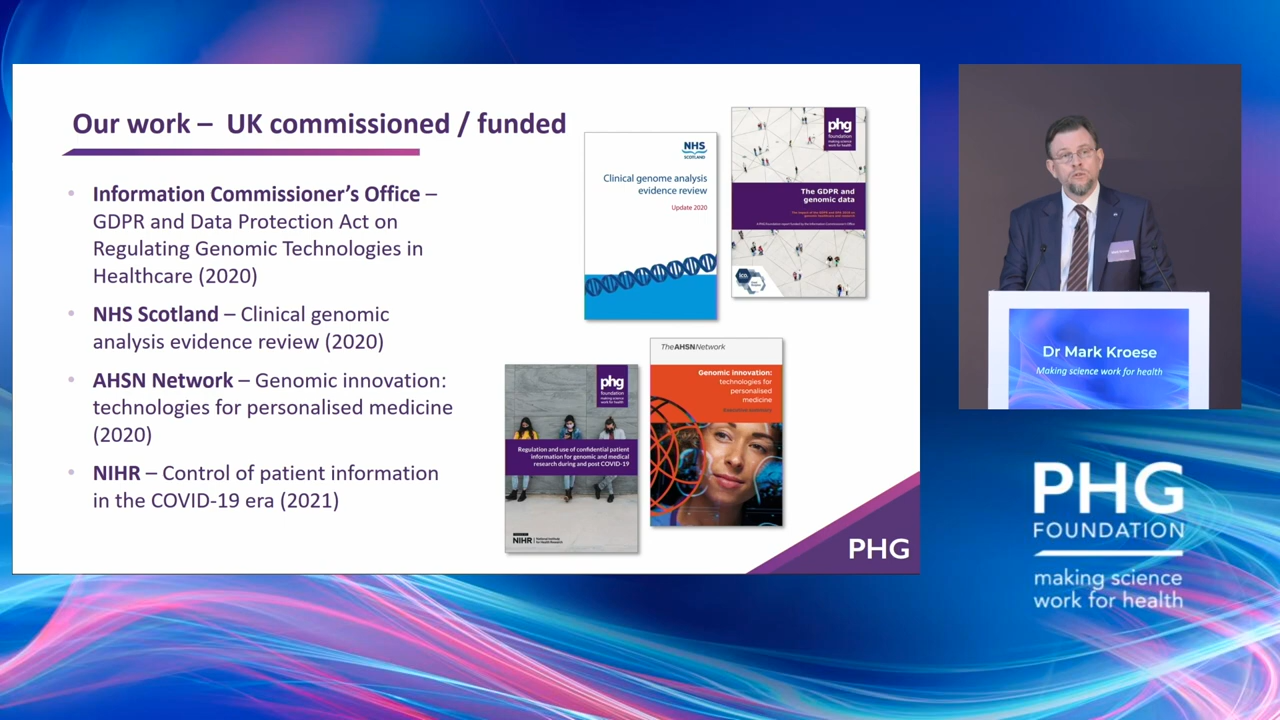 Our work – UK commissioned / funded
• Information Commissioner's Office –
GDPR and Data Protection Act on
Regulating Genomic Technologies in
Healthcare (2020)
• NHS Scotland – Clinical genomic
analysis evidence review (2020)
• AHSN Network – Genomic innovation:
technologies for personalised medicine
(2020)
• NIHR – Control of patient information
in the COVID-19 era (2021)
NHS
SCOTLAND
Clinical genome analysis
evidence review
Update 2020
phg
foundation
making science
work for health
The GDPR and
genomic data
phg
foundation
making science
work for health
Regulation and use of confidential patient
information for genomic and medical
research during and post COVID-19
NIHR | National Institute
for Health Research
TheAHSNNetwork
Genomic innovation:
technologies for
personalised
medicine
Executive summary
PHG
Dr Mark Kroese
Making science work for health
PHG
FOUNDATION
making science
work for health